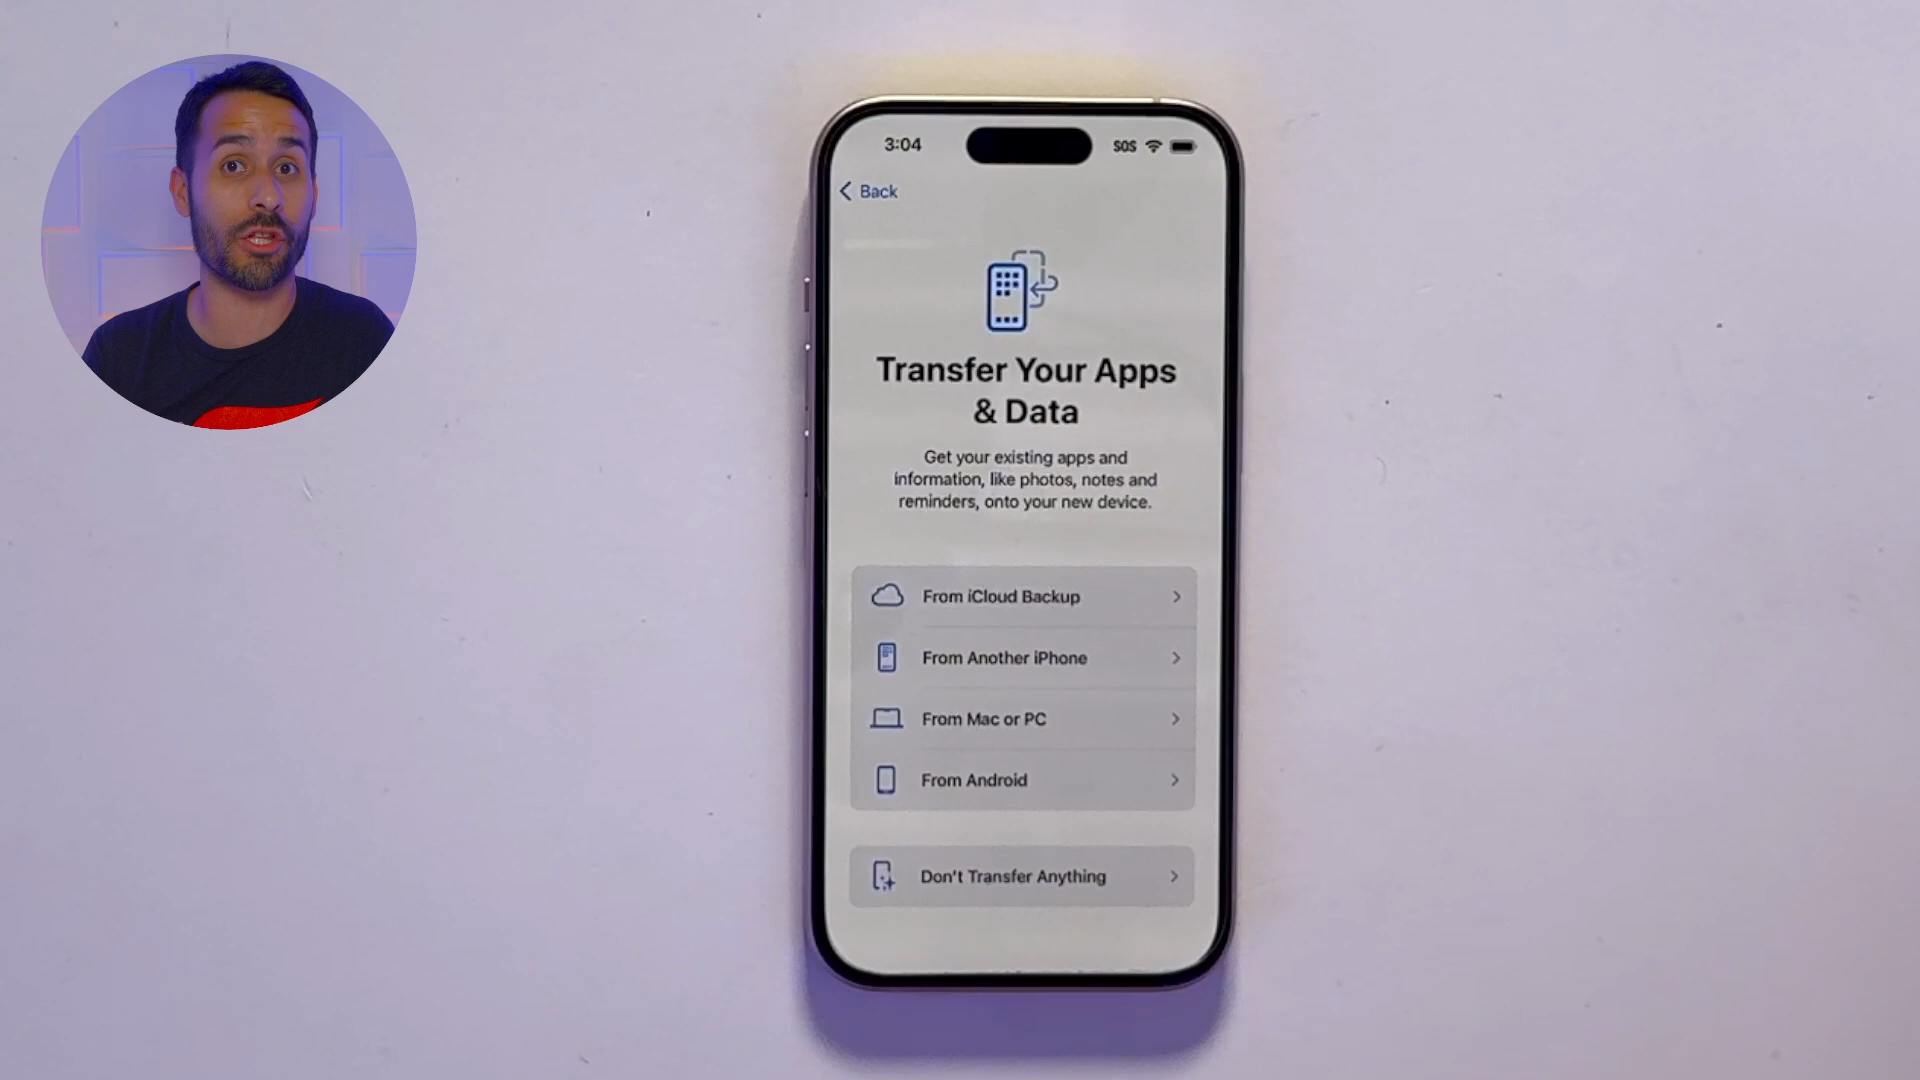 3:04
SOS
Back
Transfer Your Apps
& Data
Get your existing apps and
information, like photos, notes and
reminders, onto your new device.
From iCloud Backup
From Another iPhone
From Mac or PC
From Android
Don't Transfer Anything